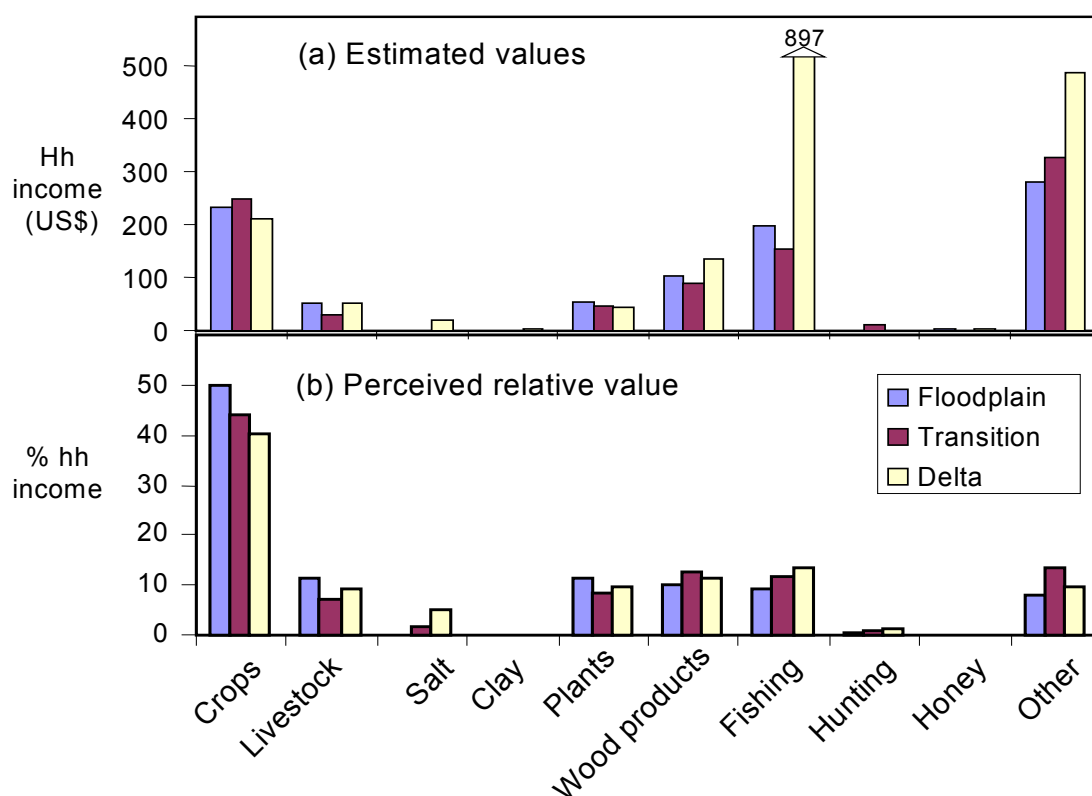 897
(a) Estimated values
500
400
300
200
100
0
Hh
income
(US$)
(b) Perceived relative value
50
40
30
20
10
0
% hh
income
Floodplain
Transition
Delta
Crops
Livestock
Salt
Clay
Plants
Wood products
Fishing
Hunting
Honey
Other